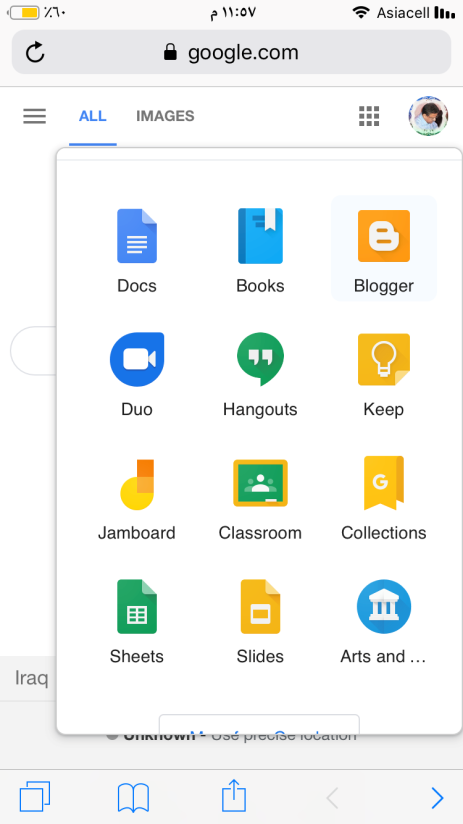 ٪٦٠ ١١:٥٧ م Asiacell
google.com
ALL IMAGES
Docs Books Blogger
Duo Hangouts Keep
Jamboard Classroom Collections
G
Sheets Slides Arts and ...
Iraq
Unknown - Use precise location